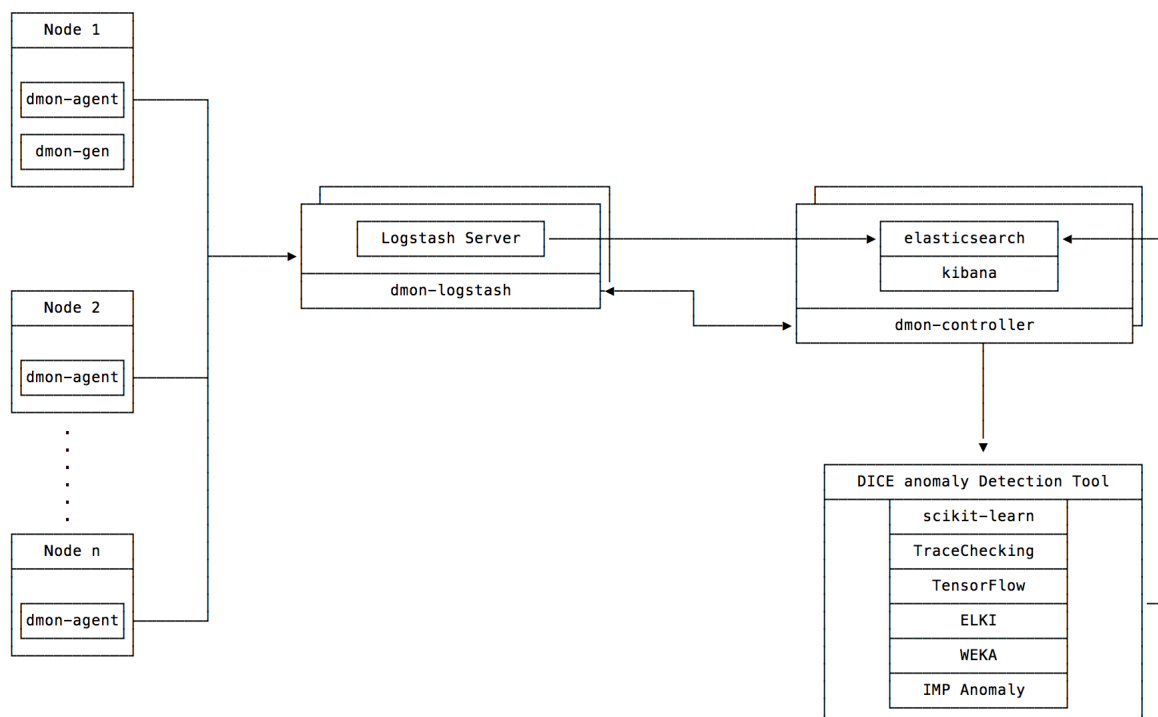 Node 1
dmon-agent
dmon-gen
Node 2
dmon-agent
Node n
dmon-agent
Logstash Server
dmon-logstash
elasticsearch
kibana
dmon-controller
DICE anomaly Detection Tool
scikit-learn
TraceChecking
TensorFlow
ELKI
WEKA
IMP Anomaly